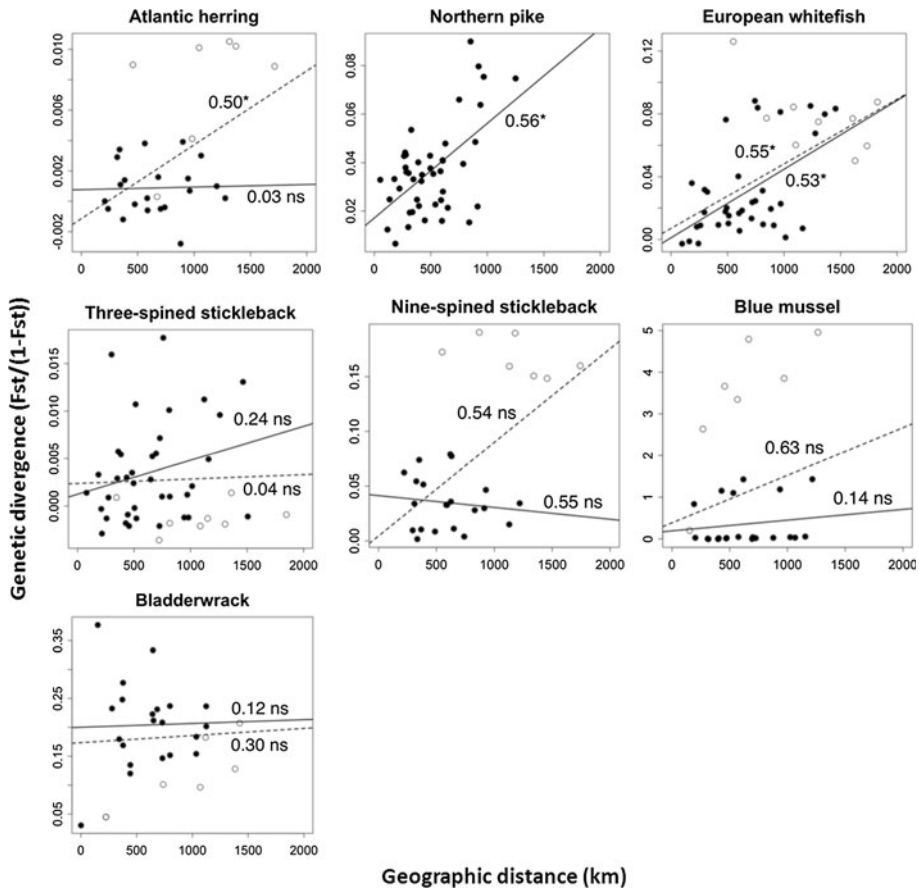 Atlantic herring
Northern pike
European whitefish
0.010
0.006
0.002
-0.002
0.50*
0.03 ns
0 500 1000 1500 2000
0.08
0.06
0.04
0.02
0.56*
0 500 1000 1500 2000
0.12
0.08
0.04
0.00
0.55*
0.53*
0 500 1000 1500 2000
Genetic divergence (Fst/(1-Fst))
Three-spined stickleback
Nine-spined stickleback
Blue mussel
0.015
0.010
0.005
0.000
0.24 ns
0.04 ns
0 500 1000 1500 2000
0.15
0.10
0.05
0.00
0.54 ns
0.55 ns
0 500 1000 1500 2000
5
4
3
2
1
0
0.63 ns
0.14 ns
0 500 1000 1500 2000
Bladderwrack
0.35
0.25
0.15
0.05
0.12 ns
0.30 ns
0 500 1000 1500 2000
Geographic distance (km)